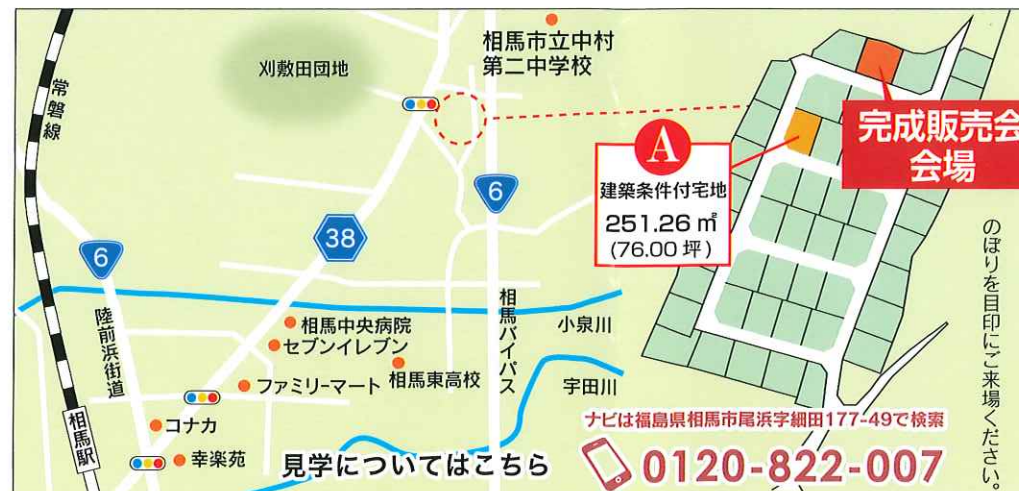 常磐線
刈敷田団地
相馬市立中村
第二中学校
6
38
6
陸前浜街道
相馬バイパス
小泉川
宇田川
相馬中央病院
セブンイレブン
相馬東高校
ファミリーマート
コナカ
幸楽苑
相馬駅
A
建築条件付宅地
251.26㎡
(76.00坪)
完成販売会
会場
のぼりを目印にご来場ください。
ナビは福島県相馬市尾浜字細田177-49で検索
見学についてはこちら
0120-822-007